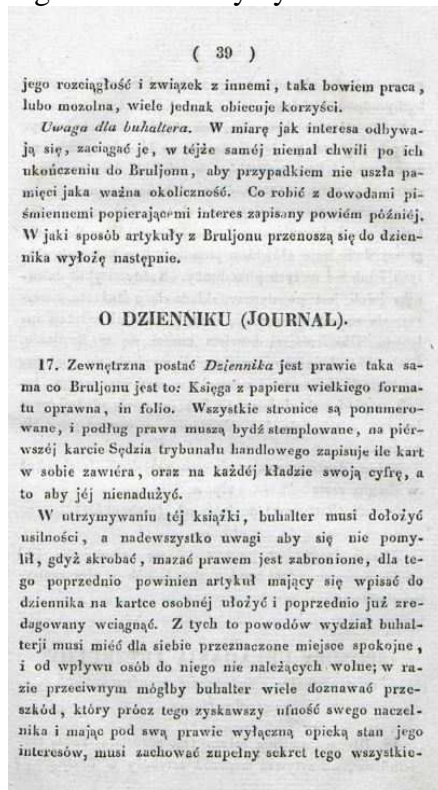 ( 39 )
jego rozciągłość i związek z innemi, taka bowiem praca,
lubo mozolna, wiele jednak obiecuje korzyści.
Uwaga dla buhaltera. W miarę jak interesa odbywa-
ją się, zaciągać je, w téjże saméj niemal chwili po ich
ukończeniu do Bruljonu, aby przypadkiem nie uszła pa-
mięci jaka ważna okoliczność. Co robić z dowodami pi-
śmiennemi popierającemi interes zapisany powiém późniéj.
W jaki sposób artykuły z Bruljonu przenoszą się do dzien-
nika wyłożę następnie.
O DZIENNIKU (JOURNAL).
17. Zewnętrzna postać Dziennika jest prawie taka sa-
ma co Bruljonu jest to: Księga z papieru wielkiego forma-
tu oprawna, in folio. Wszystkie stronice są ponumero-
wane, i podług prawa muszą bydź stemplowane, na piér-
wszéj karcie Sędzia trybunału handlowego zapisuje ile kart
w sobie zawiéra, oraz na każdéj kładzie swoją cyfrę, a
to aby jéj nienadużyć.
W utrzymywaniu téj książki, buhalter musi dołożyć
usilności, a nadewszystko uwagi aby się nie pomy-
lił, gdyż skrobać, mazać prawem jest zabronione, dla te-
go poprzednio powinien artykuł mający się wpisać do
dziennika na kartce osobnéj ułożyć i poprzednio już zre-
dagowany wciągnąć. Z tych to powodów wydział buhal-
terji musi miéć dla siebie przeznaczone miejsce spokojne,
i od wpływu osób do niego nie należących wolne; w ra-
zie przeciwnym mógłby buhalter wiele doznawać prze-
szkód, który prócz tego zyskawszy ufność swego naczel-
nika i mając pod swą prawie wyłączną opieką stan jego
interesów, musi zachować zupełny sekret tego wszystkie-